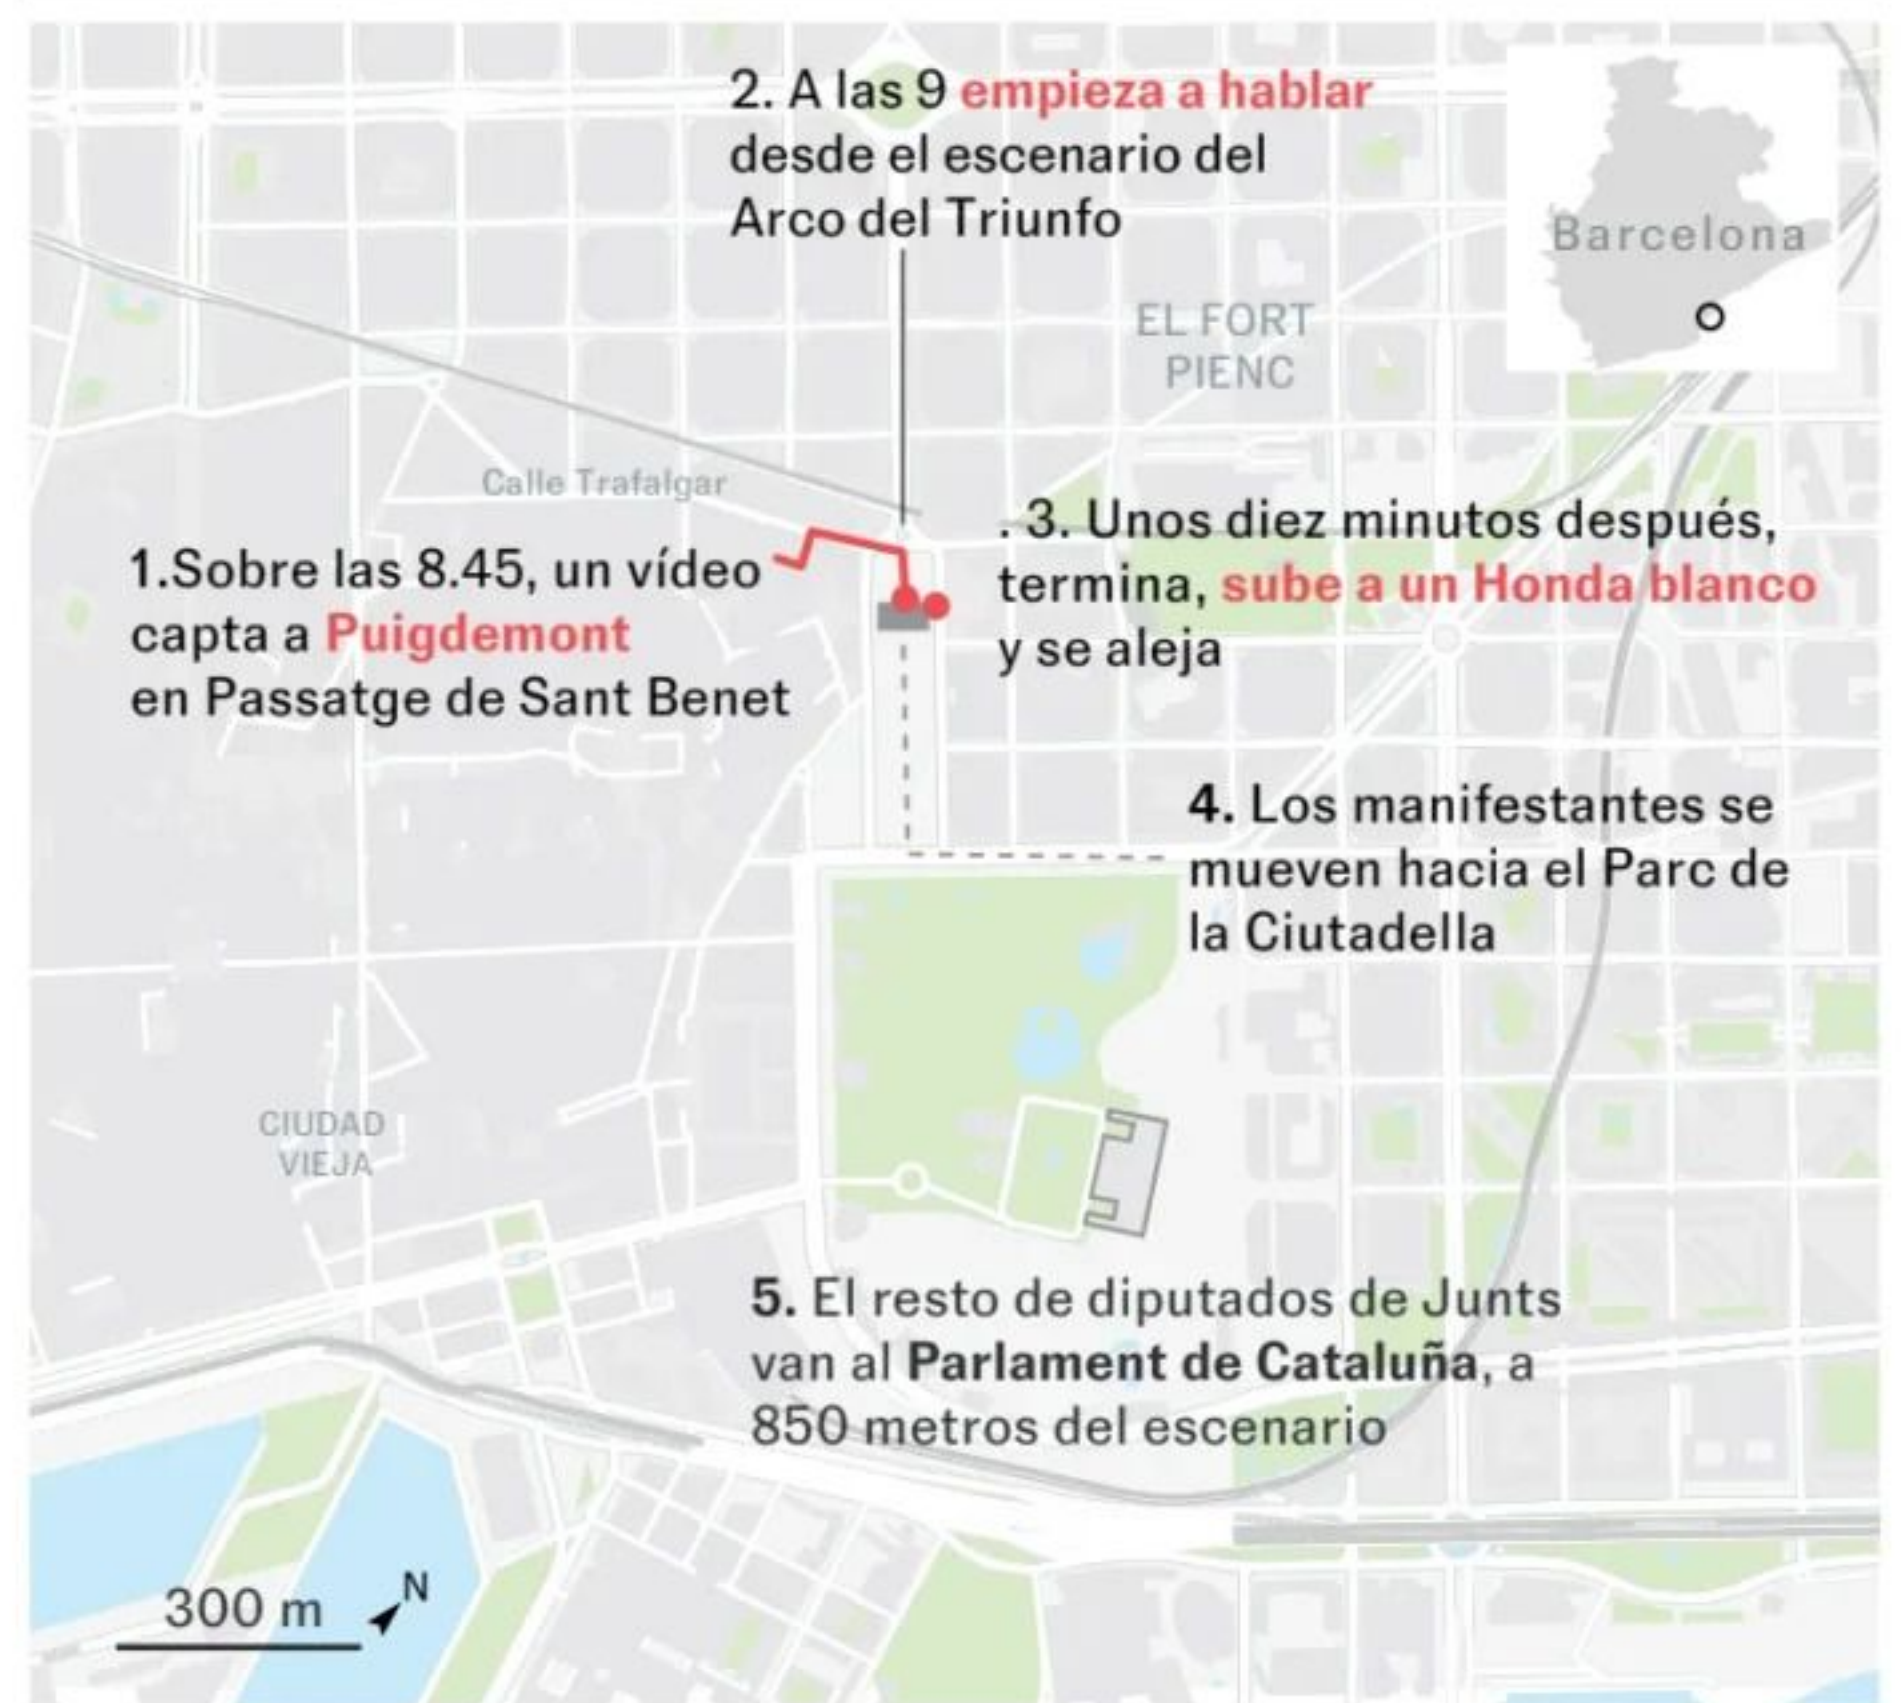 2. A las 9 empieza a hablar
desde el escenario del
Arco del Triunfo
Barcelona
EL FORT
PIENC
Calle Trafalgar
1.Sobre las 8.45, un vídeo
capta a Puigdemont
en Passatge de Sant Benet
. 3. Unos diez minutos después,
termina, sube a un Honda blanco
y se aleja
4. Los manifestantes se
mueven hacia el Parc de
la Ciutadella
CIUDAD
VIEJA
5. El resto de diputados de Junts
van al Parlament de Cataluña, a
850 metros del escenario
300 m
N